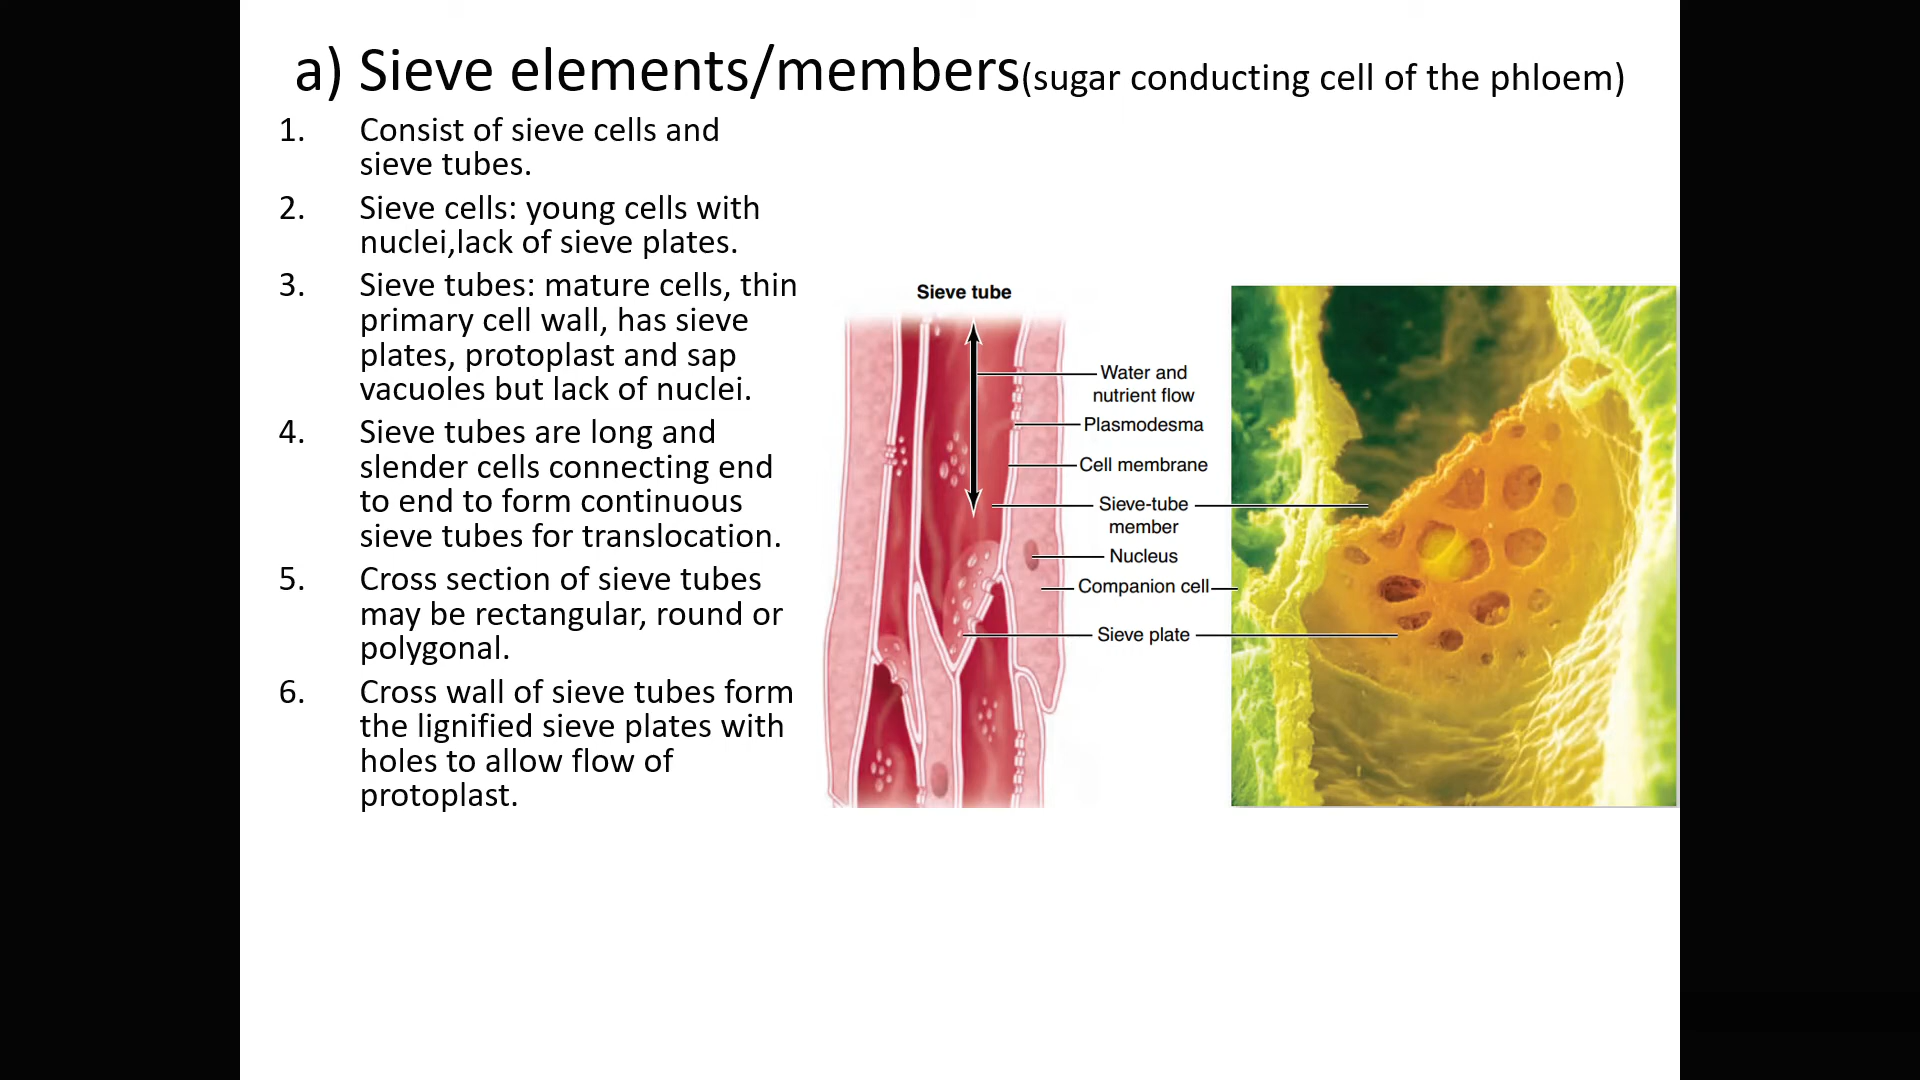 a) Sieve elements/members(sugar conducting cell of the phloem)
1. Consist of sieve cells and
sieve tubes.
2. Sieve cells: young cells with
nuclei,lack of sieve plates.
3. Sieve tubes: mature cells, thin
primary cell wall, has sieve
plates, protoplast and sap
vacuoles but lack of nuclei.
4. Sieve tubes are long and
slender cells connecting end
to end to form continuous
sieve tubes for translocation.
5. Cross section of sieve tubes
may be rectangular, round or
polygonal.
6. Cross wall of sieve tubes form
the lignified sieve plates with
holes to allow flow of
protoplast.
Sieve tube
Water and
nutrient flow
Plasmodesma
Cell membrane
Sieve-tube
member
Nucleus
Companion cell
Sieve plate